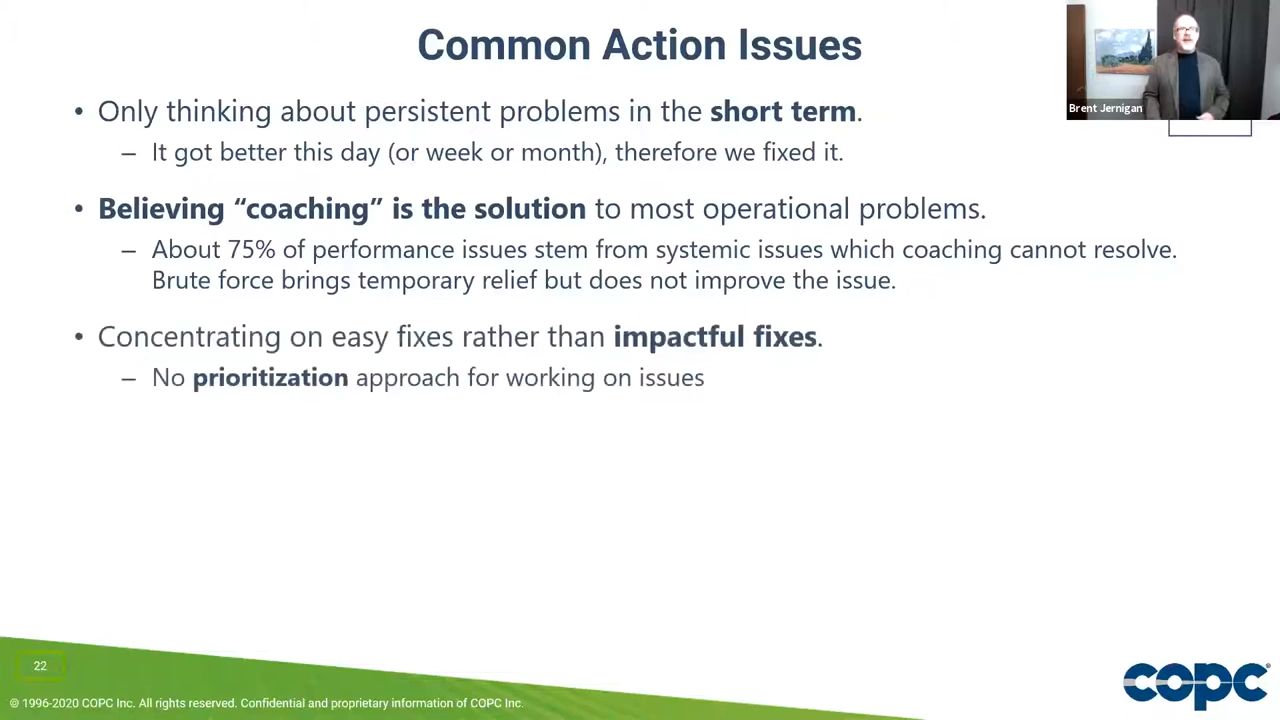 Common Action Issues
Brent Jernigan
• Only thinking about persistent problems in the short term.
– It got better this day (or week or month), therefore we fixed it.
• Believing “coaching” is the solution to most operational problems.
– About 75% of performance issues stem from systemic issues which coaching cannot resolve.
Brute force brings temporary relief but does not improve the issue.
• Concentrating on easy fixes rather than impactful fixes.
– No prioritization approach for working on issues
22
© 1996-2020 COPC Inc. All rights reserved. Confidential and proprietary information of COPC Inc.
copc®